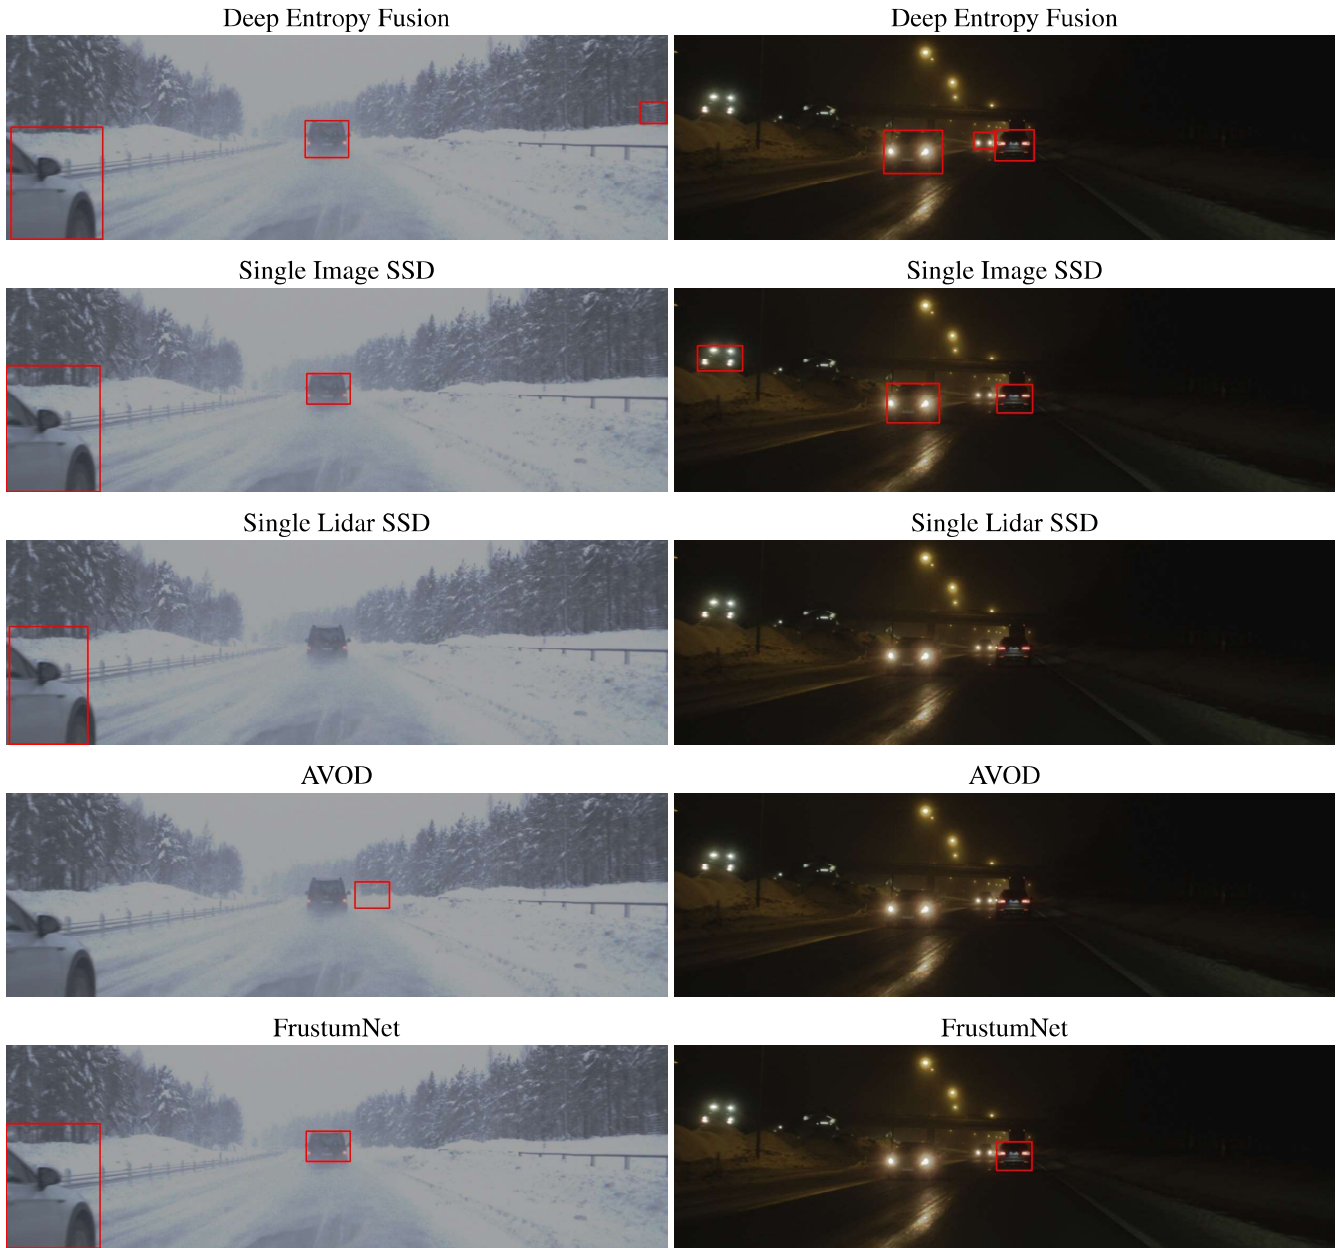 Deep Entropy Fusion
Deep Entropy Fusion
Single Image SSD
Single Image SSD
Single Lidar SSD
Single Lidar SSD
AVOD
AVOD
FrustumNet
FrustumNet